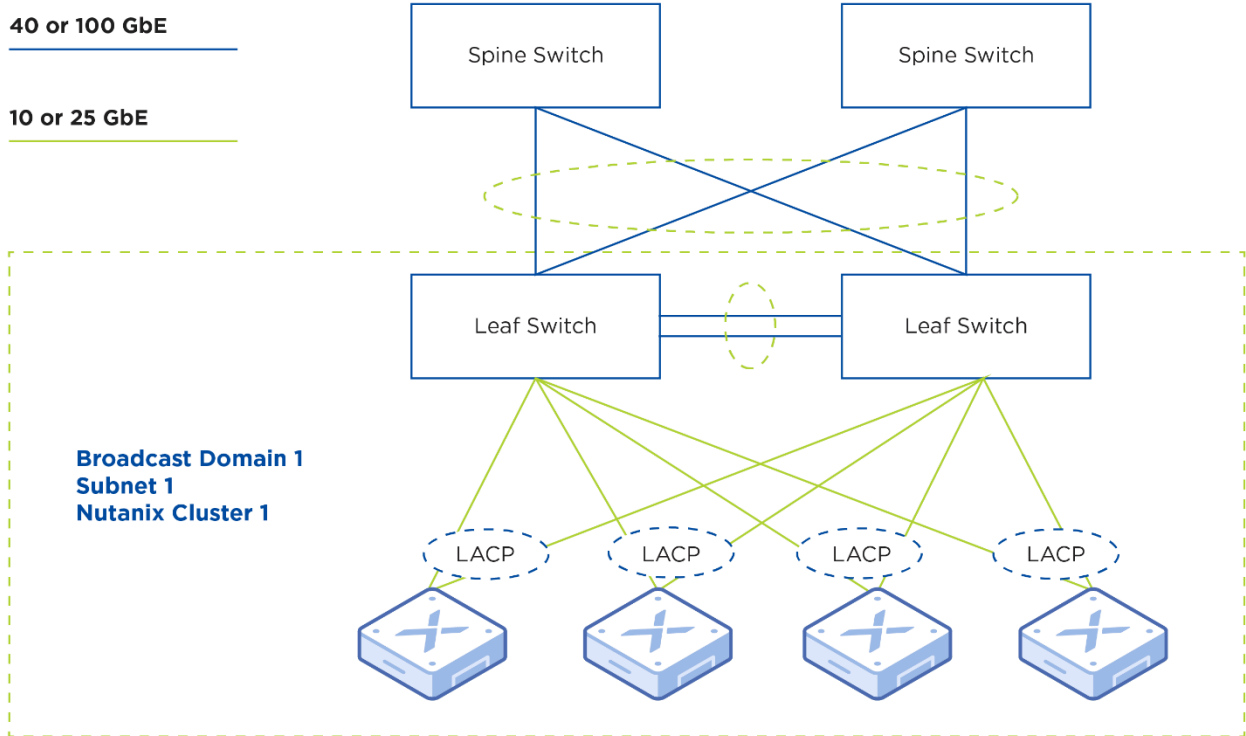 40 or 100 GbE
10 or 25 GbE
Spine Switch
Spine Switch
Leaf Switch
Leaf Switch
Broadcast Domain 1
Subnet 1
Nutanix Cluster 1
LACP
LACP
LACP
LACP